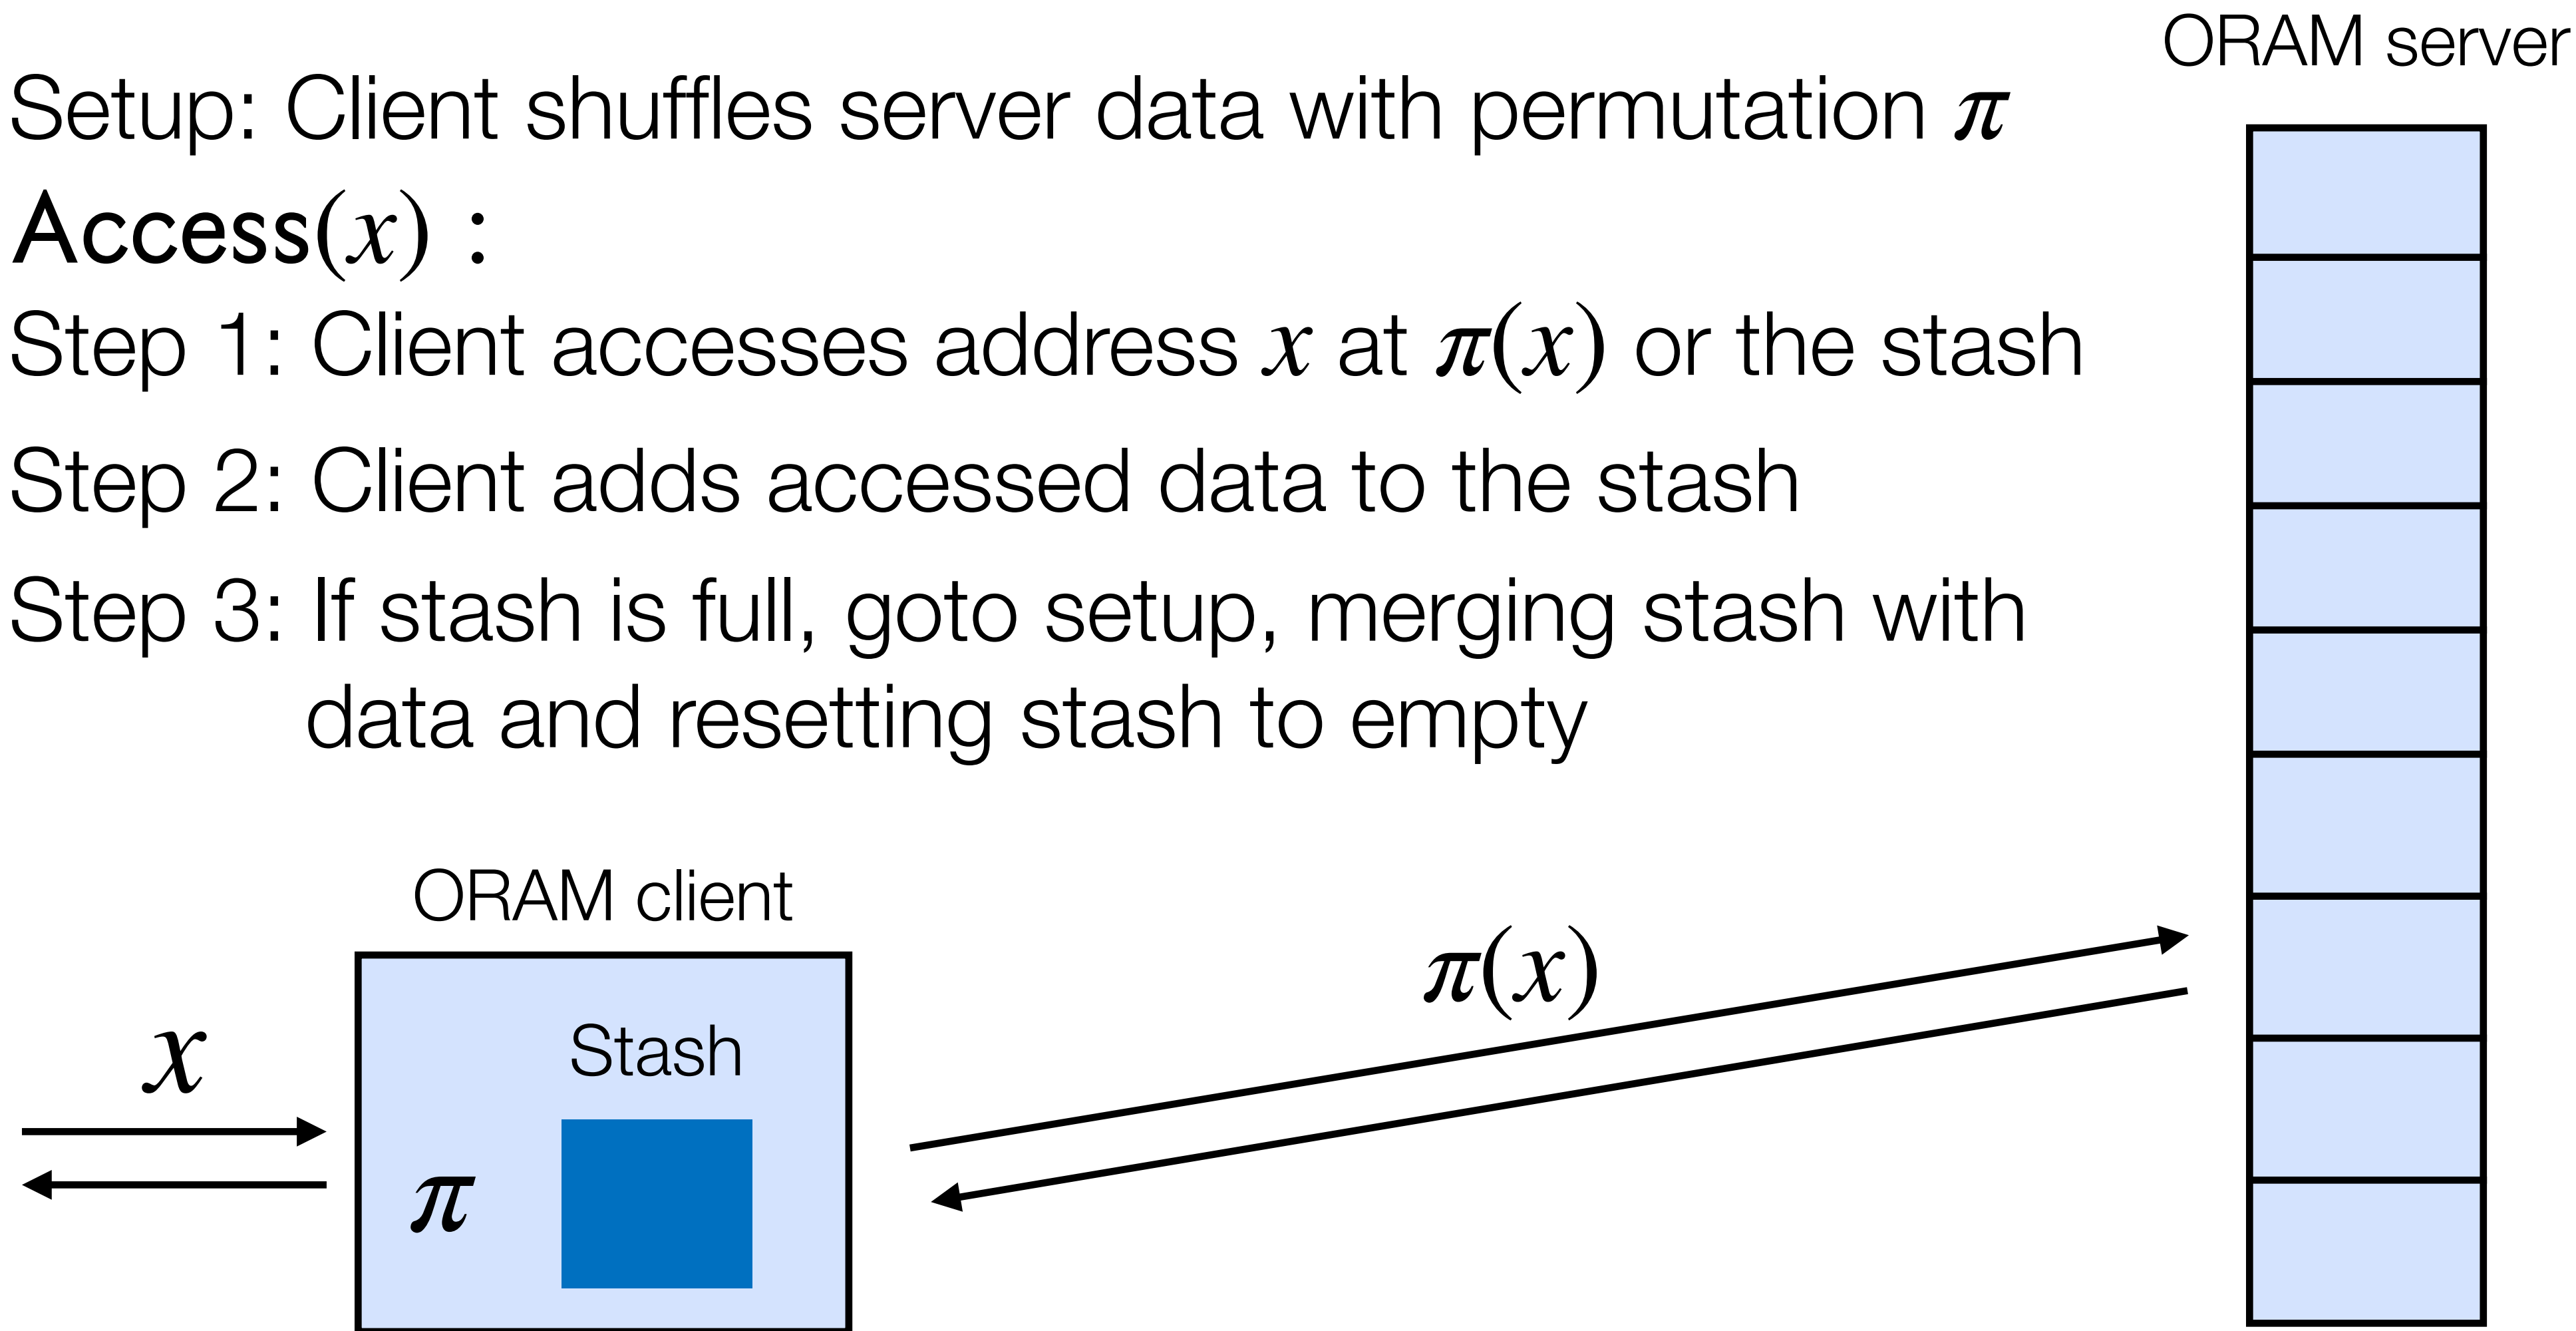 ORAM server
Setup: Client shuffles server data with permutation π
Access(x) :
Step 1: Client accesses address x at π(x) or the stash
Step 2: Client adds accessed data to the stash
Step 3: If stash is full, goto setup, merging stash with
data and resetting stash to empty
ORAM client
π(x)
x
Stash
π